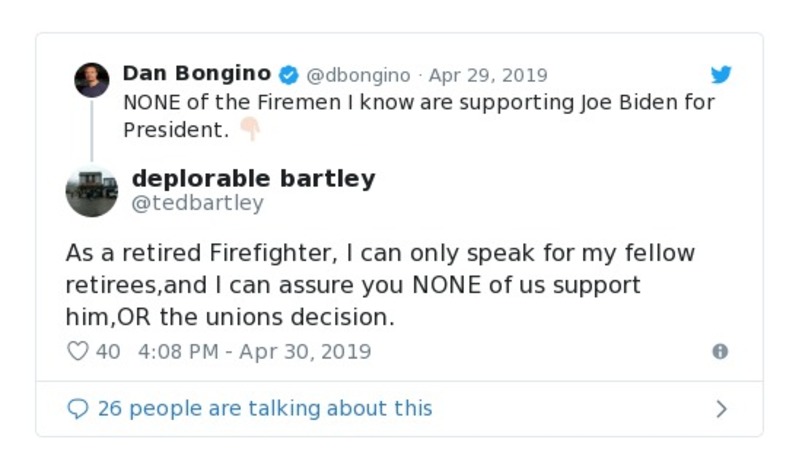 Dan Bongino @dbongino · Apr 29, 2019
NONE of the Firemen I know are supporting Joe Biden for
President. 👇🏻
deplorable bartley
@tedbartley
As a retired Firefighter, I can only speak for my fellow
retirees,and I can assure you NONE of us support
him,OR the unions decision.
40 4:08 PM - Apr 30, 2019
26 people are talking about this